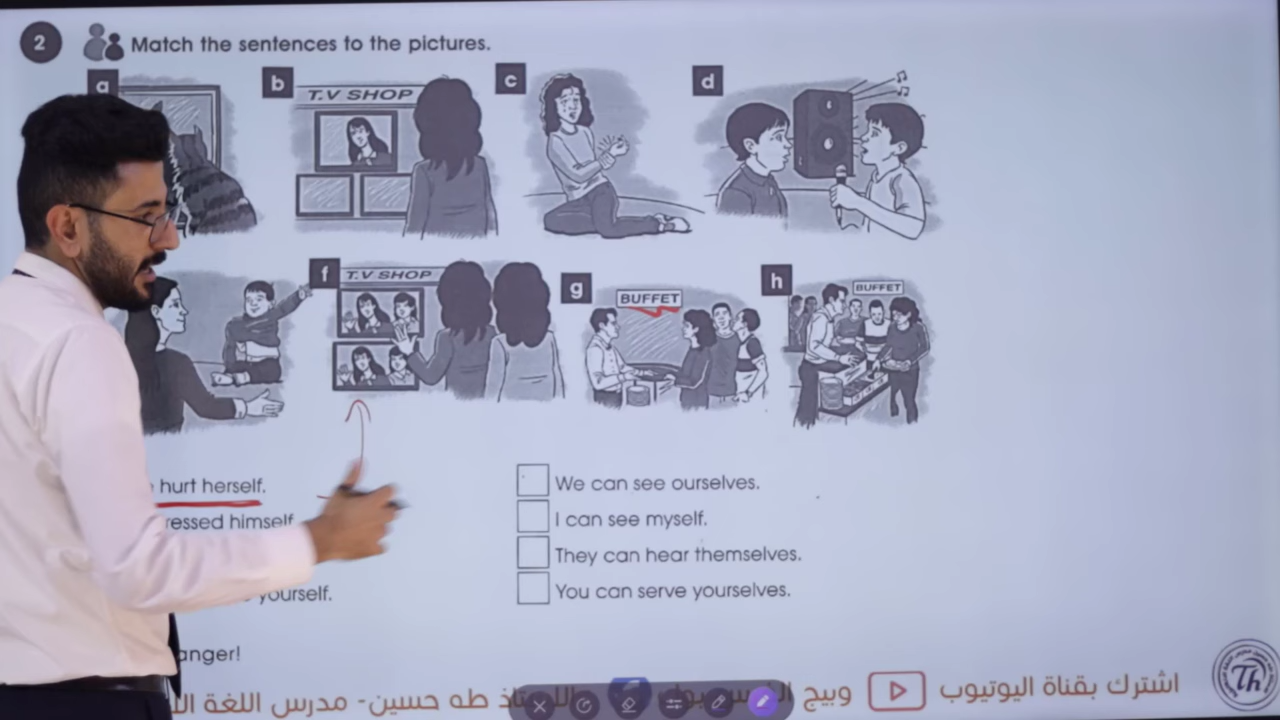 2 Match the sentences to the pictures.
a b T.V SHOP c d
f T.V SHOP g BUFFET h BUFFET
hurt herself.
ressed himself
yourself.
anger!
We can see ourselves.
I can see myself.
They can hear themselves.
You can serve yourselves.
اشترك بقناة اليوتيوب وبيج حسين- مدرس اللغة
Th